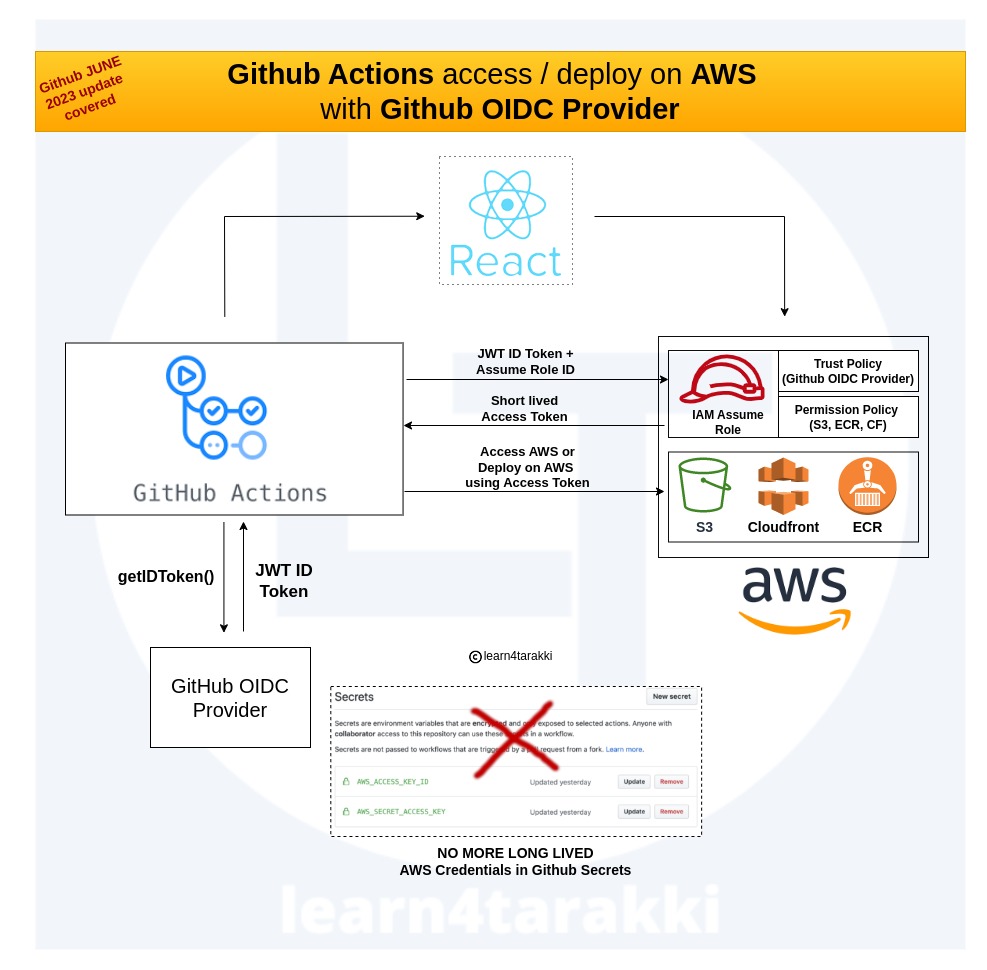 Github JUNE
2023 update
covered
Github Actions access / deploy on AWS
with Github OIDC Provider
React
JWT ID Token +
Assume Role ID
Short lived
Access Token
Access AWS or
Deploy on AWS
using Access Token
GitHub Actions
IAM Assume
Role
Trust Policy
(Github OIDC Provider)
Permission Policy
(S3, ECR, CF)
S3
Cloudfront
ECR
aws
getIDToken()
JWT ID
Token
GitHub OIDC
Provider
© learn4tarakki
Secrets
New secret
Secrets are environment variables that are encrypted and only exposed to selected actions. Anyone with
collaborator access to this repository can use these in a workflow.
Secrets are not passed to workflows that are triggered by a pull request from a fork. Learn more.
AWS_ACCESS_KEY_ID
Updated yesterday
Update
Remove
AWS_SECRET_ACCESS_KEY
Updated yesterday
Update
Remove
NO MORE LONG LIVED
AWS Credentials in Github Secrets
learn4tarakki